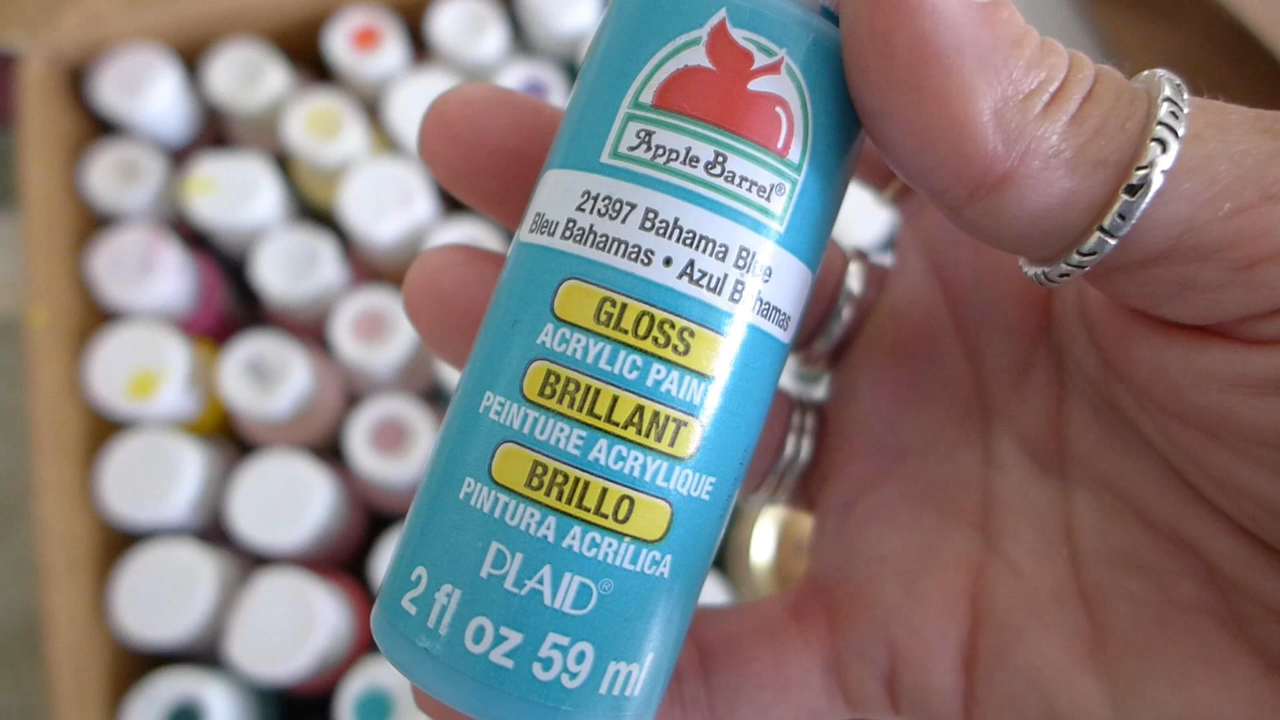 Apple Barrel®
21397 Bahama Blue
Bleu Bahamas • Azul Bahamas
GLOSS
ACRYLIC PAINT
BRILLANT
PEINTURE ACRYLIQUE
BRILLO
PINTURA ACRÍLICA
PLAID®
2 fl oz 59 ml